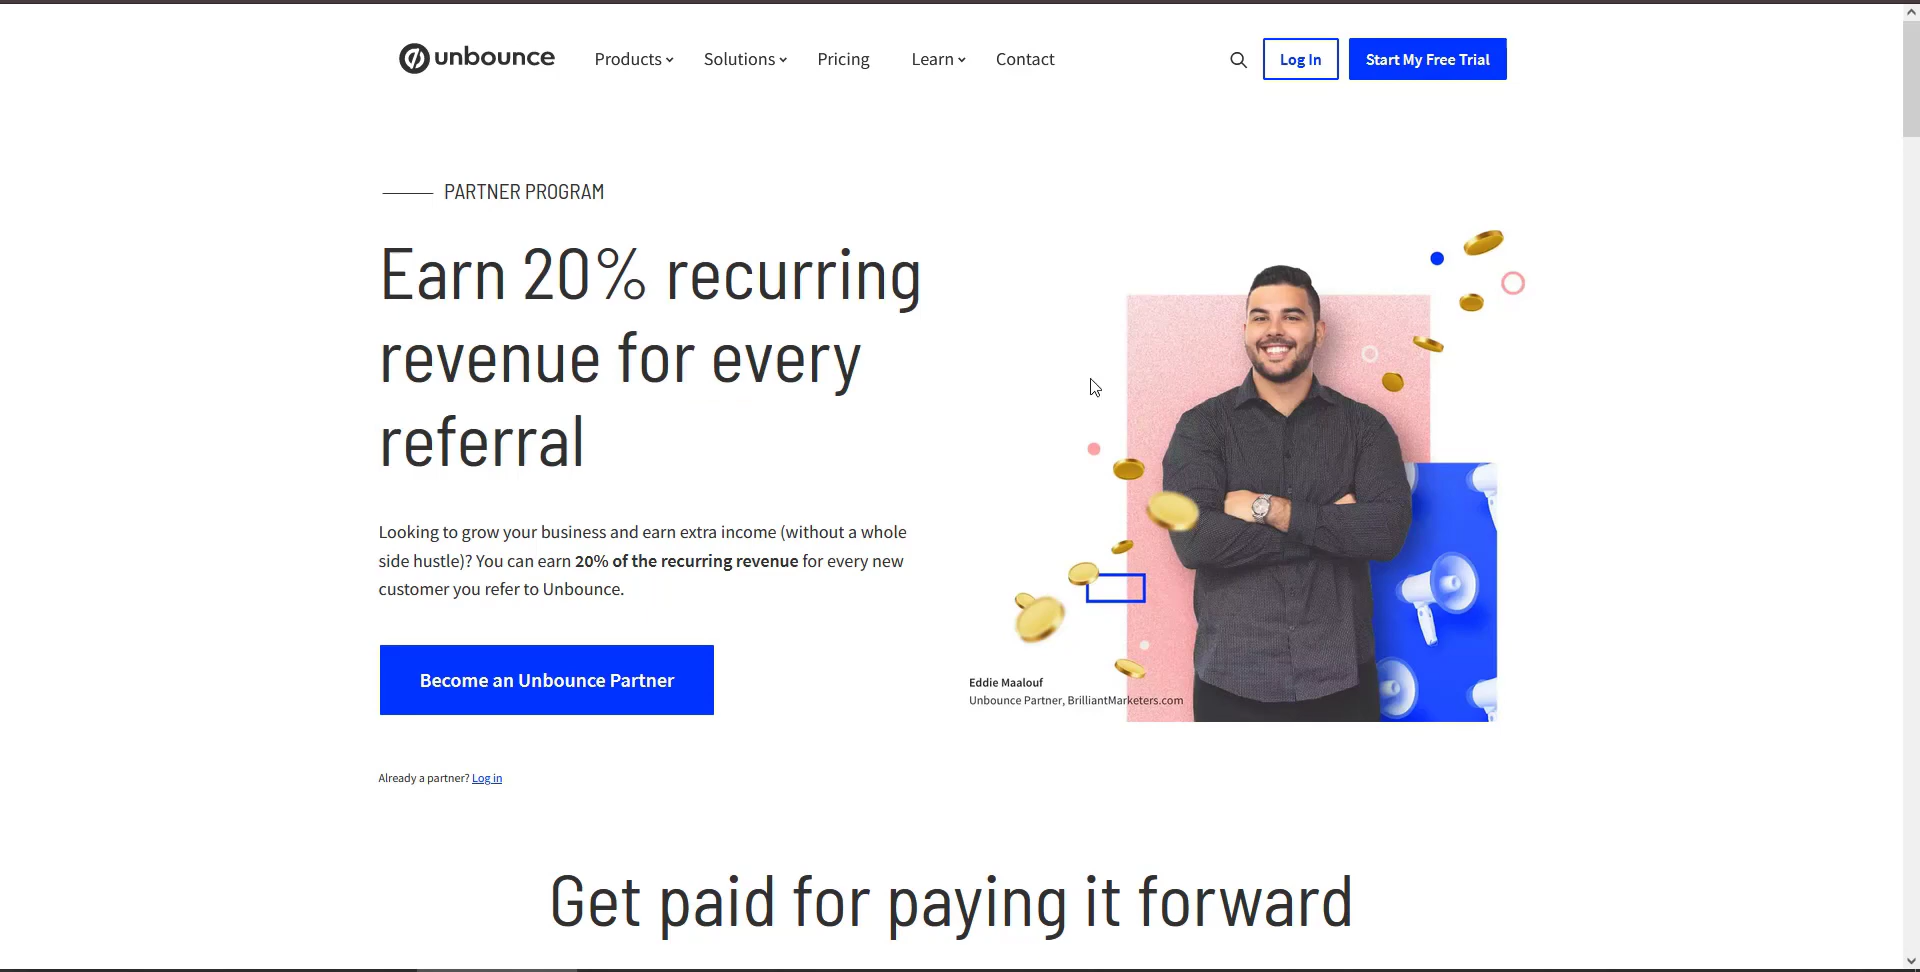 unbounce
Products
Solutions
Pricing
Learn
Contact
Log In
Start My Free Trial
PARTNER PROGRAM
Earn 20% recurring
revenue for every
referral
Looking to grow your business and earn extra income (without a whole
side hustle)? You can earn 20% of the recurring revenue for every new
customer you refer to Unbounce.
Become an Unbounce Partner
Eddie Maalouf
Unbounce Partner, BrilliantMarketers.com
Already a partner? Log in
Get paid for paying it forward